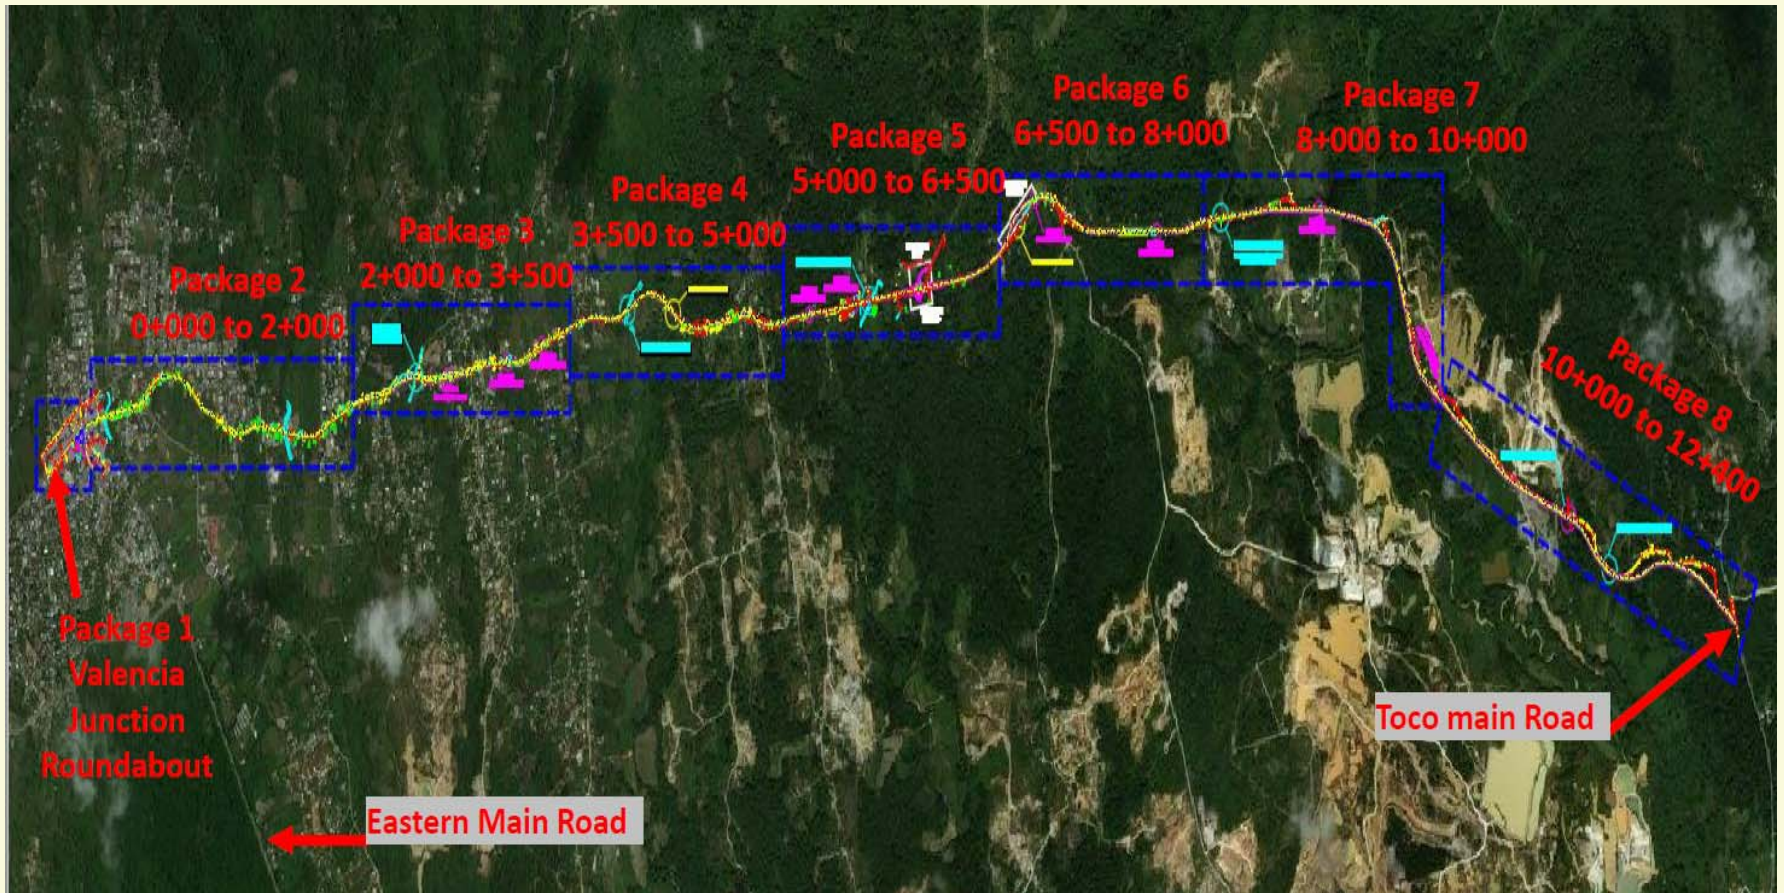 Package 6
6+500 to 8+000
Package 7
8+000 to 10+000
Package 5
5+000 to 6+500
Package 4
3+500 to 5+000
Package 3
2+000 to 3+500
Package 2
0+000 to 2+000
Package 8
10+000 to 12+400
Package 1
Valencia
Junction
Roundabout
Toco main Road
Eastern Main Road